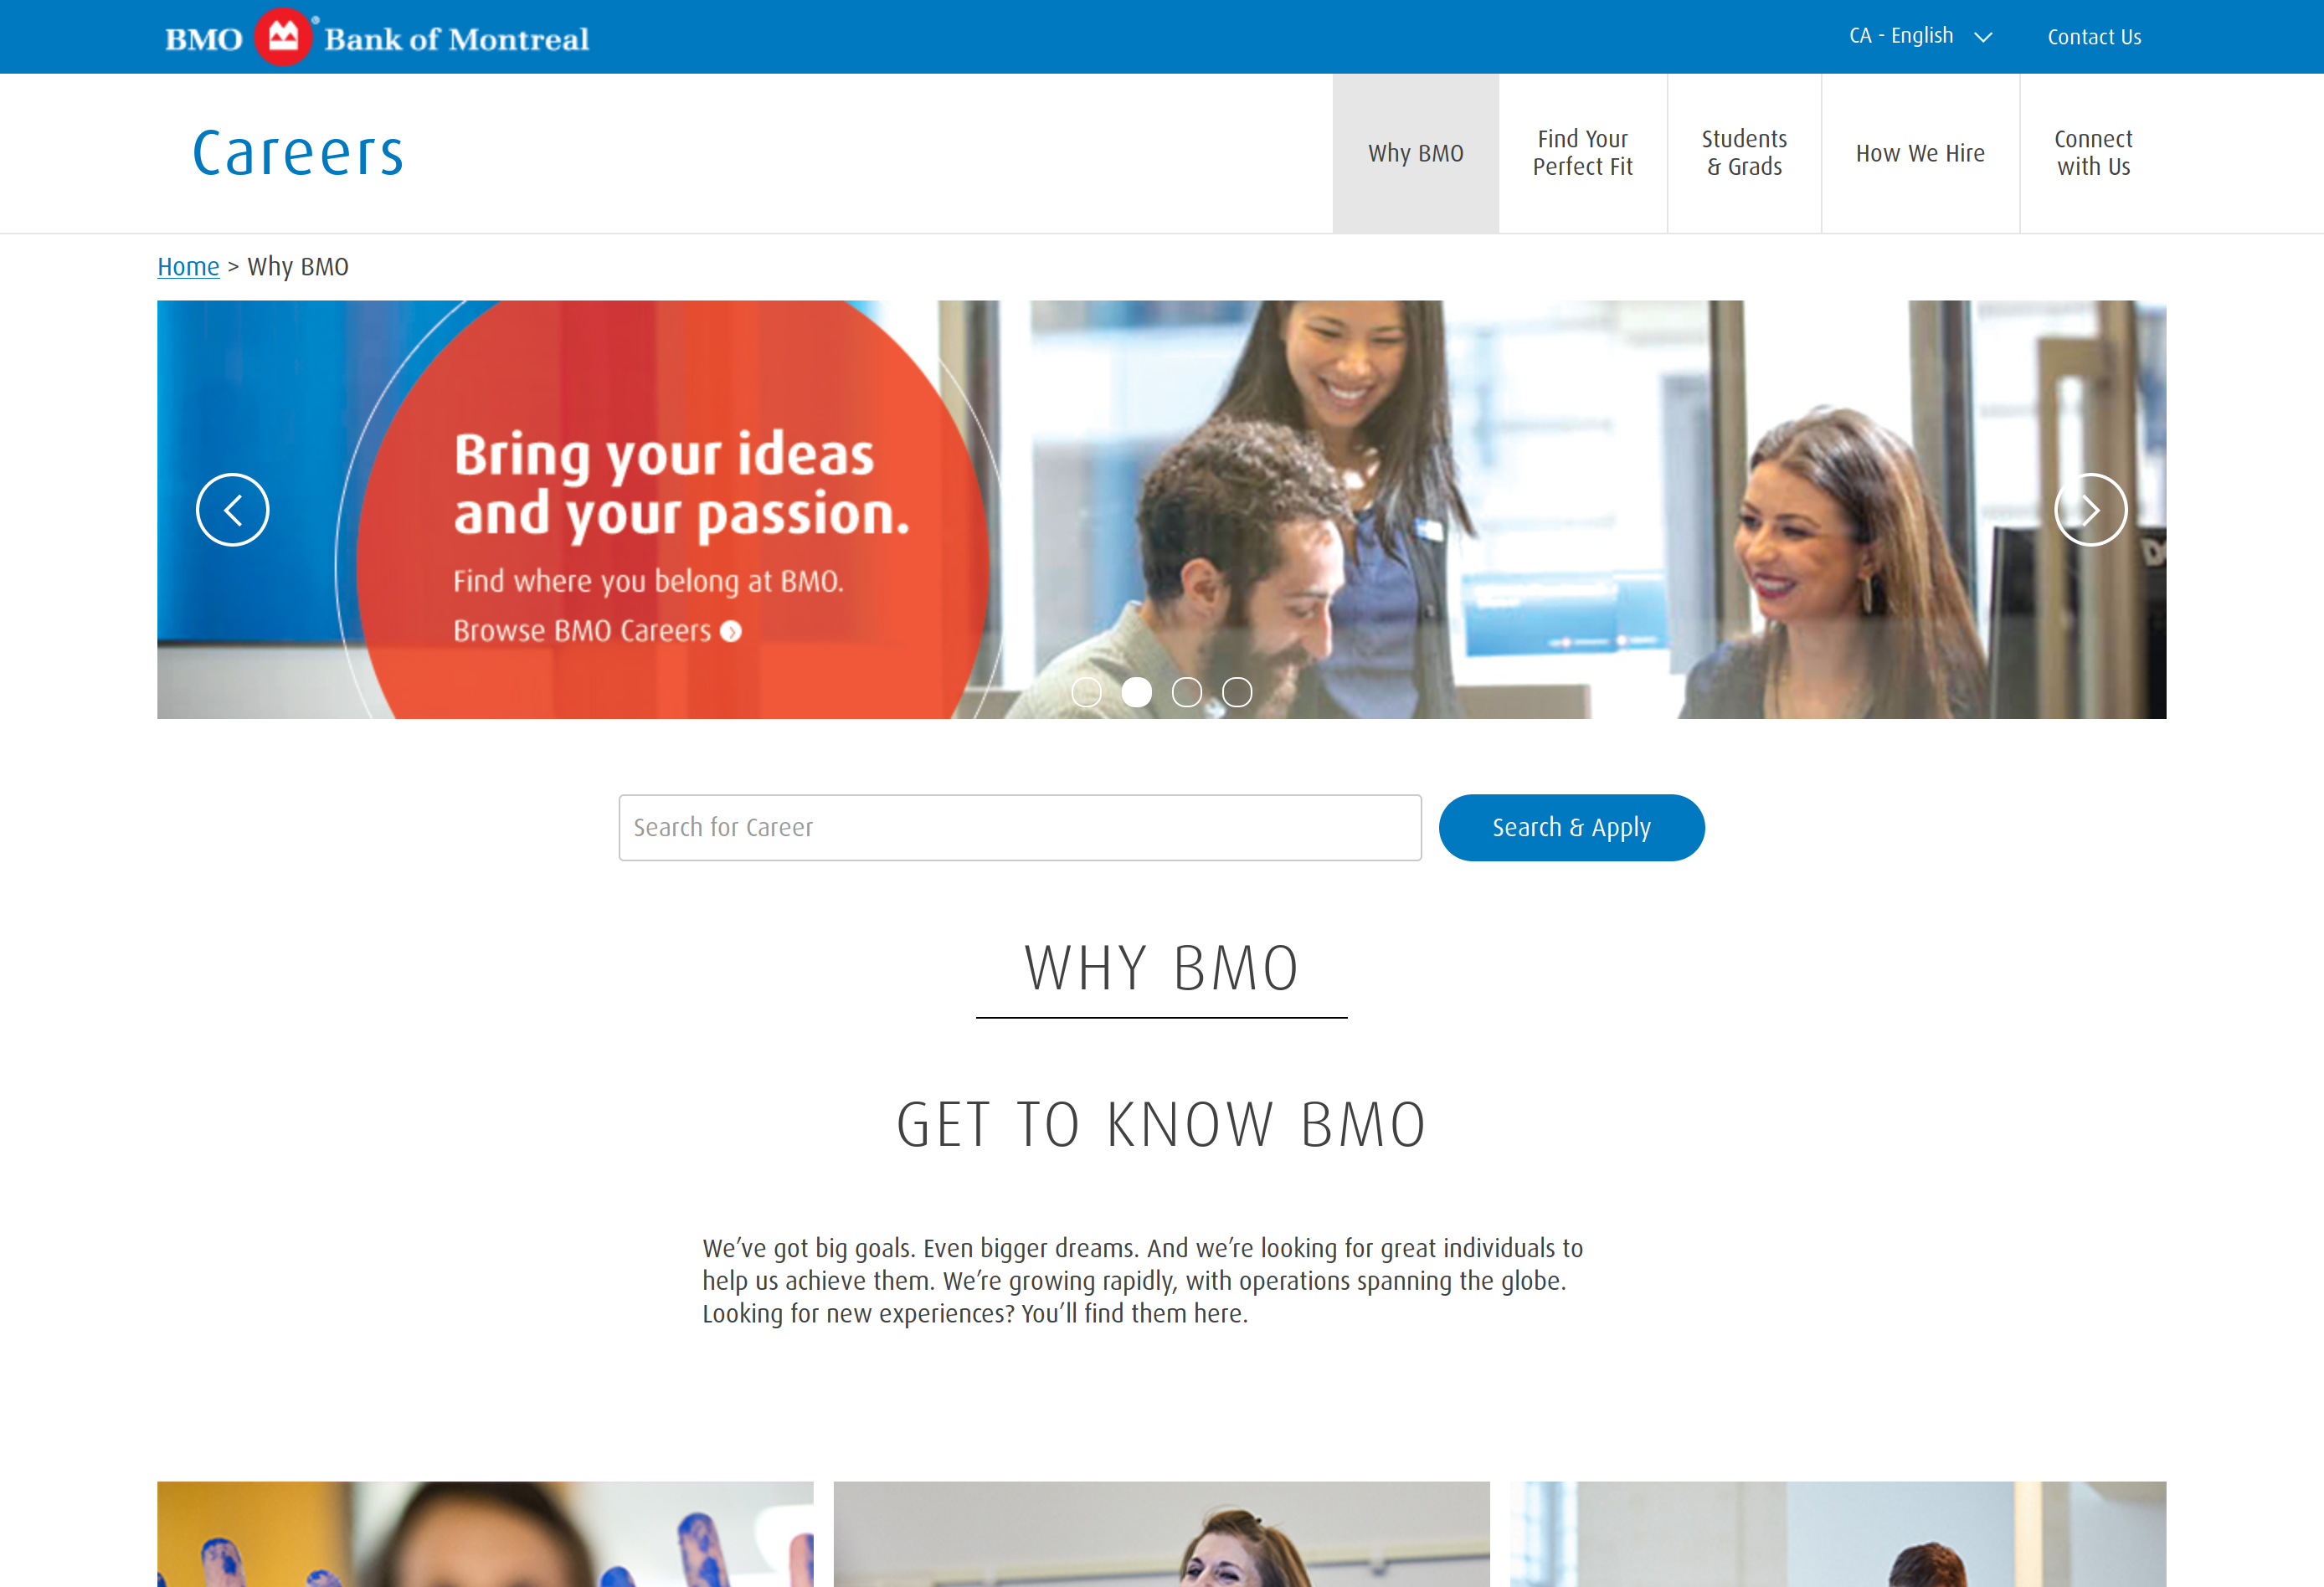 BMO Bank of Montreal
CA - English
Contact Us
Careers
Why BMO
Find Your
Perfect Fit
Students
& Grads
How We Hire
Connect
with Us
Home > Why BMO
Bring your ideas
and your passion.
Find where you belong at BMO.
Browse BMO Careers
Search for Career
Search & Apply
WHY BMO
GET TO KNOW BMO
We’ve got big goals. Even bigger dreams. And we’re looking for great individuals to
help us achieve them. We’re growing rapidly, with operations spanning the globe.
Looking for new experiences? You’ll find them here.